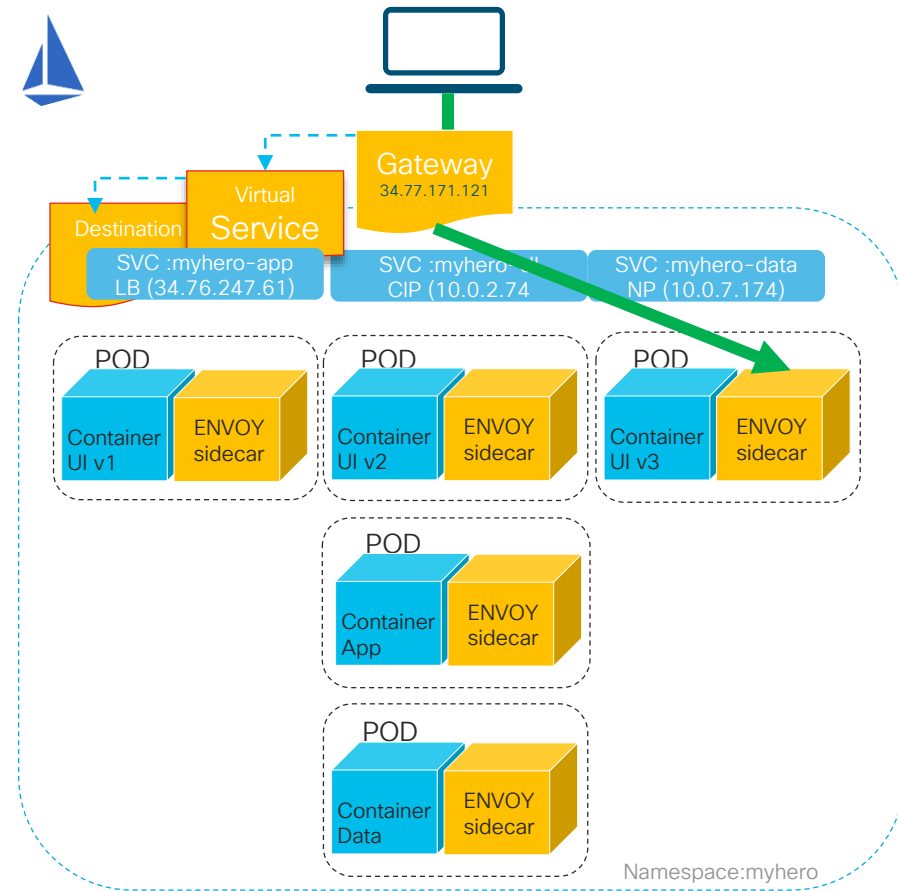 Gateway
34.77.171.121
Virtual
Service
Destination
SVC :myhero-app
LB (34.76.247.61)
SVC :myhero-
CIP (10.0.2.74
SVC :myhero-data
NP (10.0.7.174)
POD
Container
UI v1
ENVOY
sidecar
POD
Container
UI v2
ENVOY
sidecar
POD
Container
UI v3
ENVOY
sidecar
POD
Container
App
ENVOY
sidecar
POD
Container
Data
ENVOY
sidecar
Namespace:myhero